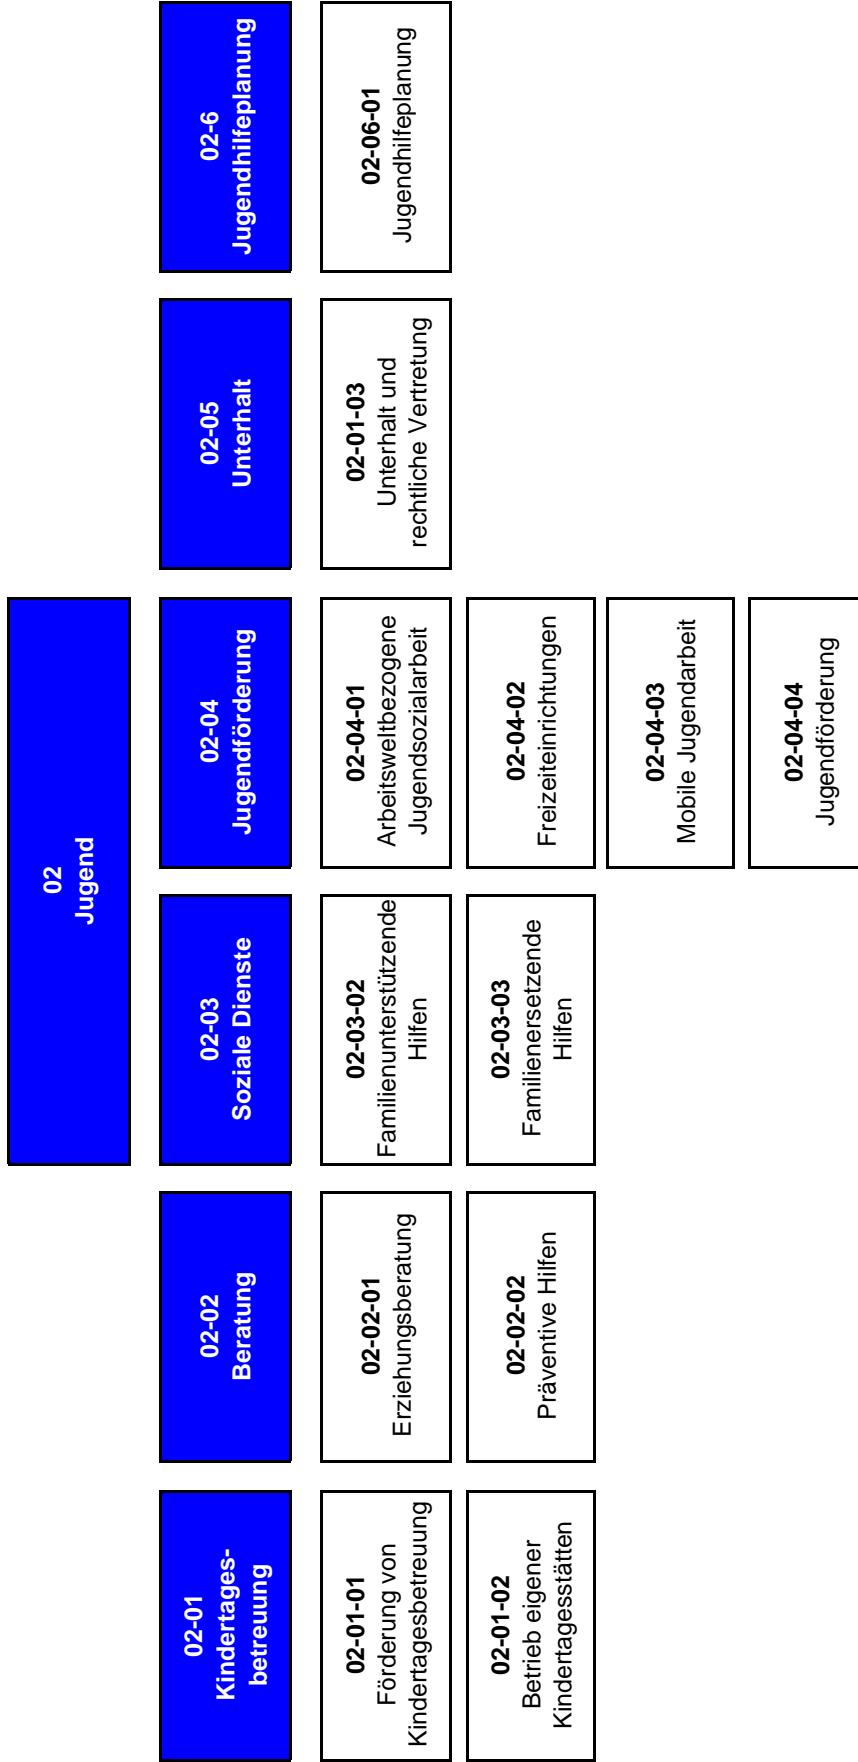 02
Jugend
02-01
Kindertages-
betreuung
02-02
Beratung
02-03
Soziale Dienste
02-04
Jugendförderung
02-05
Unterhalt
02-6
Jugendhilfeplanung
02-01-01
Förderung von
Kindertagesbetreuung
02-02-01
Erziehungsberatung
02-03-02
Familienunterstützende
Hilfen
02-04-01
Arbeitsweltbezogene
Jugendsozialarbeit
02-01-03
Unterhalt und
rechtliche Vertretung
02-06-01
Jugendhilfeplanung
02-01-02
Betrieb eigener
Kindertagesstätten
02-02-02
Präventive Hilfen
02-03-03
Familienersetzende
Hilfen
02-04-02
Freizeiteinrichtungen
02-04-03
Mobile Jugendarbeit
02-04-04
Jugendförderung